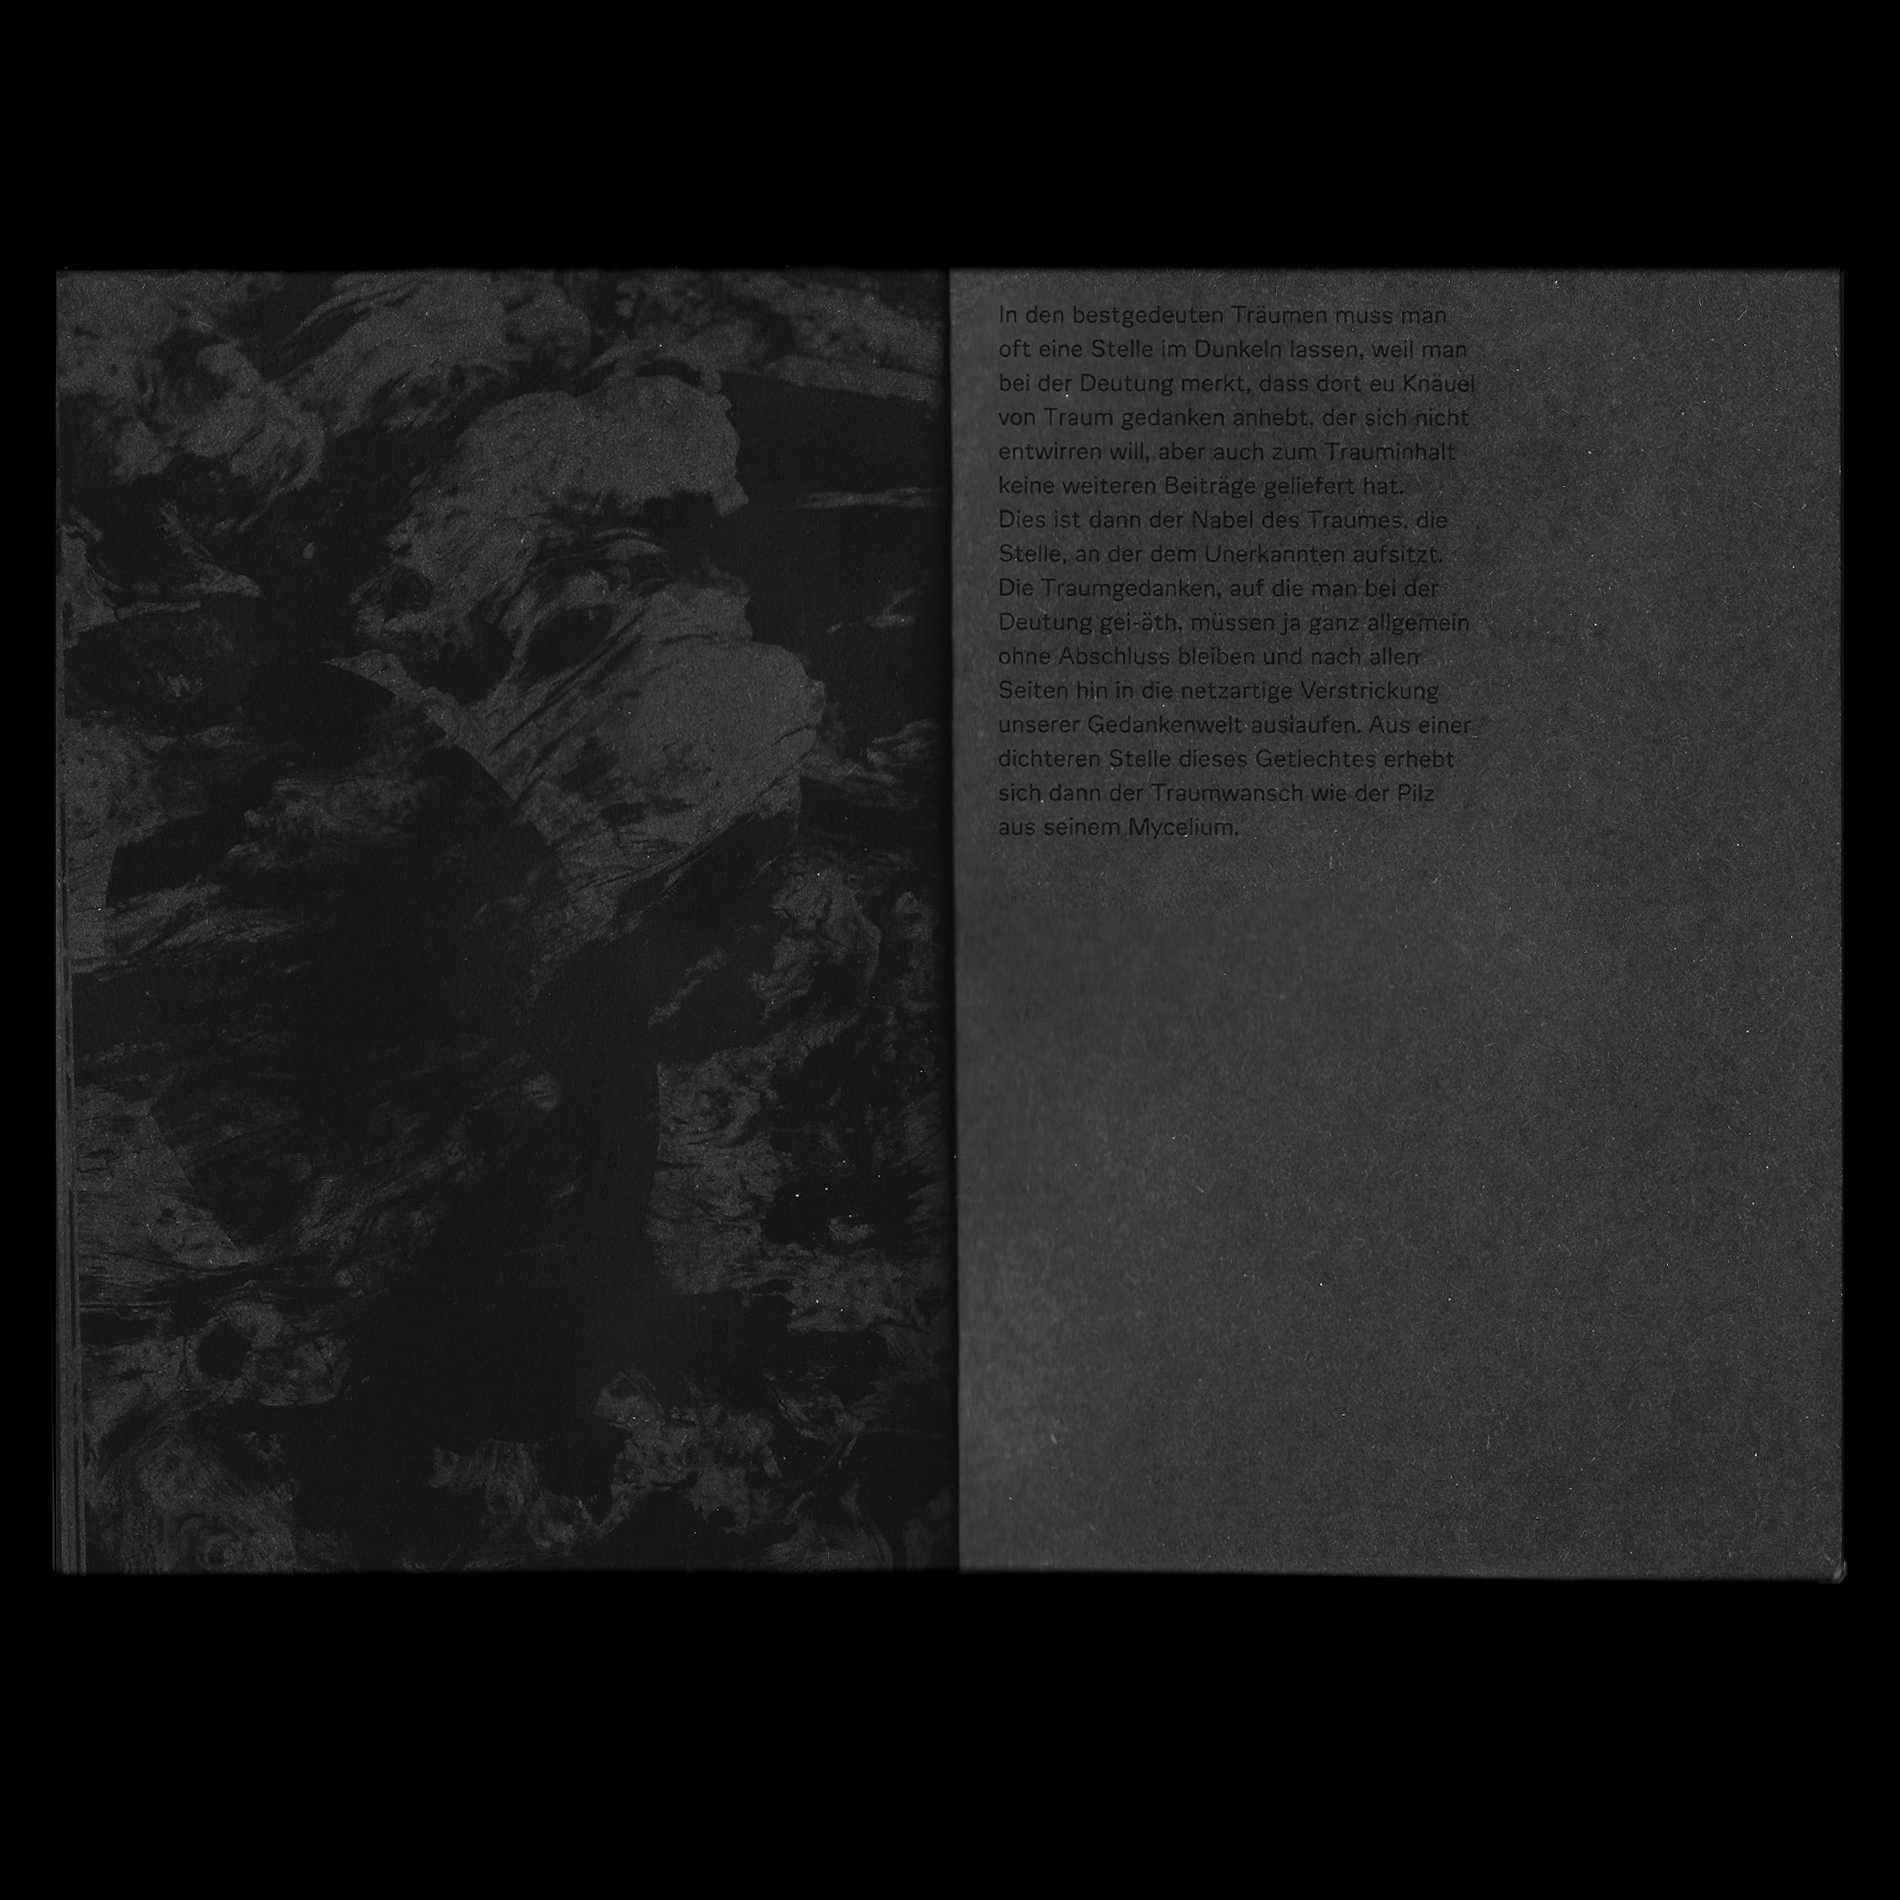 In den bestgedeuten Träumen muss man
oft eine Stelle im Dunkeln lassen, weil man
bei der Deutung merkt, dass dort eu Knäuel
von Traum gedanken anhebt, der sich nicht
entwirren will, aber auch zum Trauminhalt
keine weiteren Beiträge geliefert hat.
Dies ist dann der Nabel des Traumes, die
Stelle, an der dem Unerkannten aufsitzt.
Die Traumgedanken, auf die man bei der
Deutung gei-äth, müssen ja ganz allgemein
ohne Abschluss bleiben und nach allen
Seiten hin in die netzartige Verstrickung
unserer Gedankenwelt auslaufen. Aus einer
dichteren Stelle dieses Getlechtes erhebt
sich dann der Traumwansch wie der Pilz
aus seinem Mycelium.